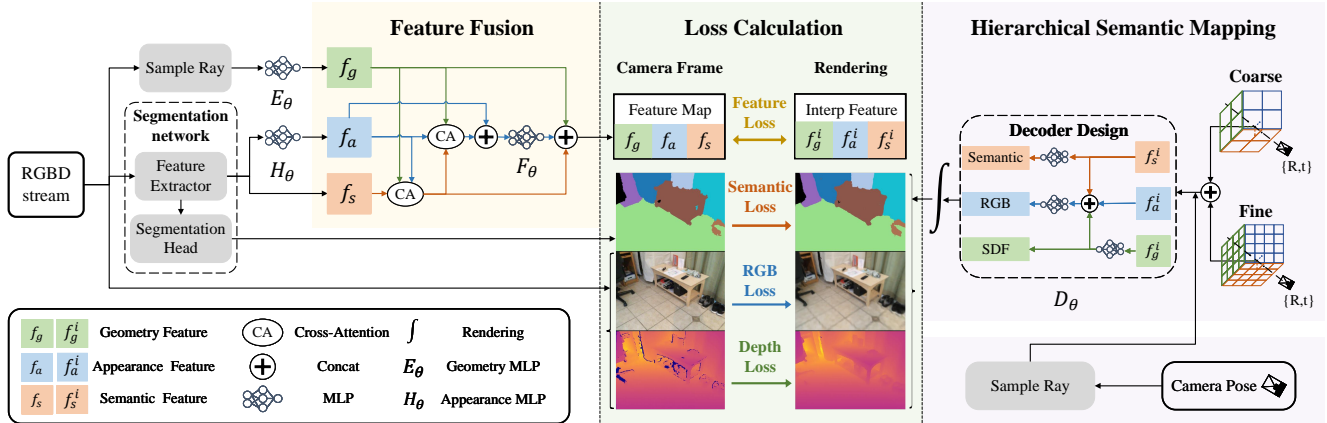 Feature Fusion
Loss Calculation
Hierarchical Semantic Mapping
Sample Ray
E_θ
f_g
Segmentation
network
Feature
Extractor
H_θ
f_a
CA
F_θ
RGBD
stream
Segmentation
Head
f_s
CA
Camera Frame
Rendering
Feature Map
f_g f_a f_s
Feature
Loss
Interp Feature
f_g^i f_a^i f_s^i
Semantic
Loss
RGB
Loss
Depth
Loss
∫
Decoder Design
Semantic
f_s^i
RGB
f_a^i
SDF
f_g^i
D_θ
Coarse
{R,t}
Fine
{R,t}
Sample Ray
Camera Pose
f_g f_g^i Geometry Feature
CA Cross-Attention
∫ Rendering
f_a f_a^i Appearance Feature
Concat
E_θ Geometry MLP
f_s f_s^i Semantic Feature
MLP
H_θ Appearance MLP